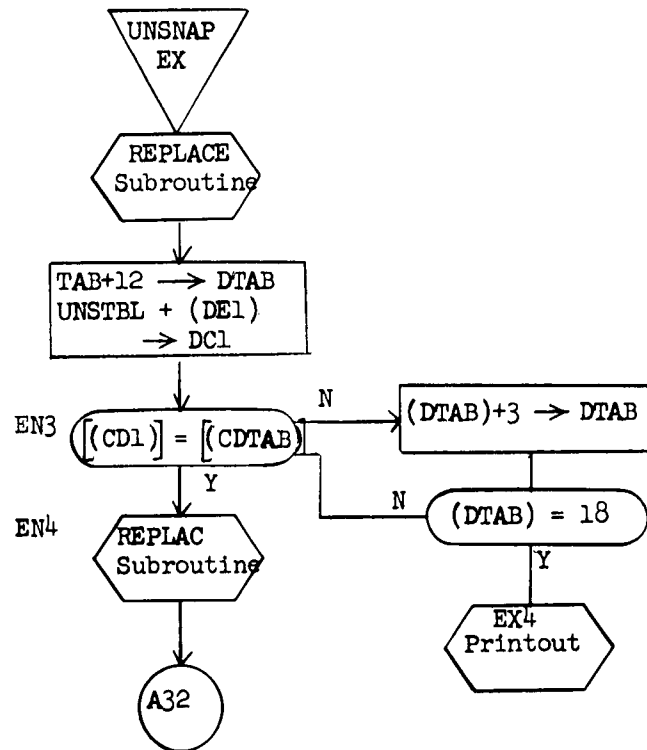 UNSNAP
EX
REPLACE
Subroutine
TAB+12 → DTAB
UNSTBL + (DE1)
→ DC1
EN3
[(CD1)] = [(CDTAB)
N
(DTAB)+3 → DTAB
Y
N
(DTAB) = 18
EN4
REPLAC
Subroutine
Y
EX4
Printout
A32